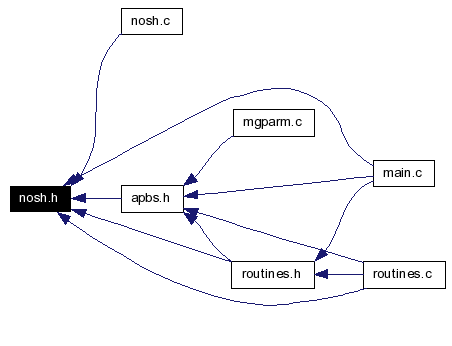 nosh.c
mgparm.c
main.c
nosh.h
apbs.h
routines.h
routines.c